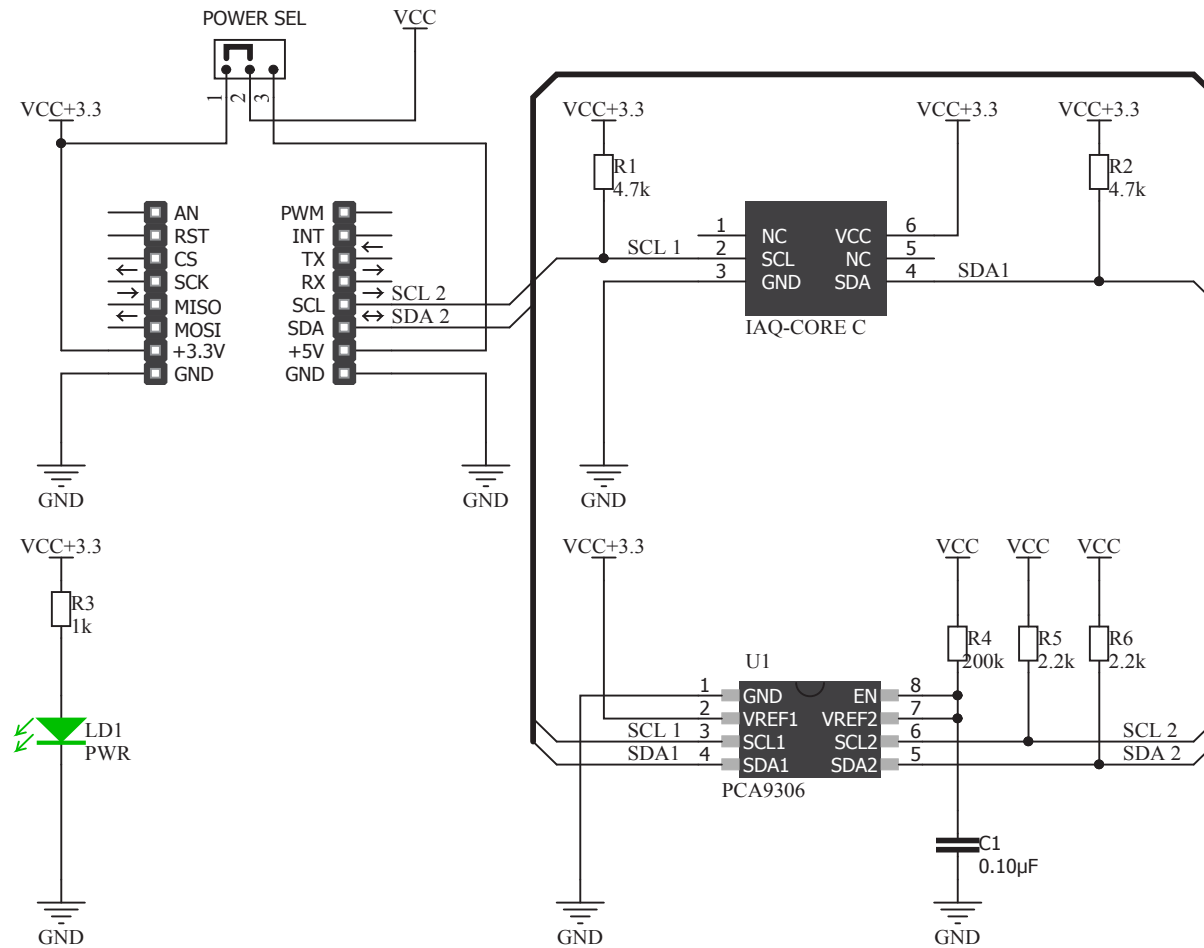 POWER SEL
VCC
1 2 3
VCC+3.3
AN
RST
CS
SCK
MISO
MOSI
+3.3V
GND
PWM
INT
TX
RX
SCL
SDA
+5V
GND
SCL 2
SDA 2
GND
GND
VCC+3.3
R1
4.7k
VCC+3.3
VCC+3.3
R2
4.7k
SCL 1
1 NC VCC 6
2 SCL NC 5
3 GND SDA 4
SDA1
IAQ-CORE C
GND
VCC+3.3
R3
1k
LD1
PWR
GND
VCC+3.3
VCC
VCC
VCC
R4
200k
R5
2.2k
R6
2.2k
U1
1 GND EN 8
2 VREF1 VREF2 7
SCL 1 3 SCL1 SCL2 6 SCL 2
SDA1 4 SDA1 SDA2 5 SDA 2
PCA9306
C1
0.10µF
GND
GND